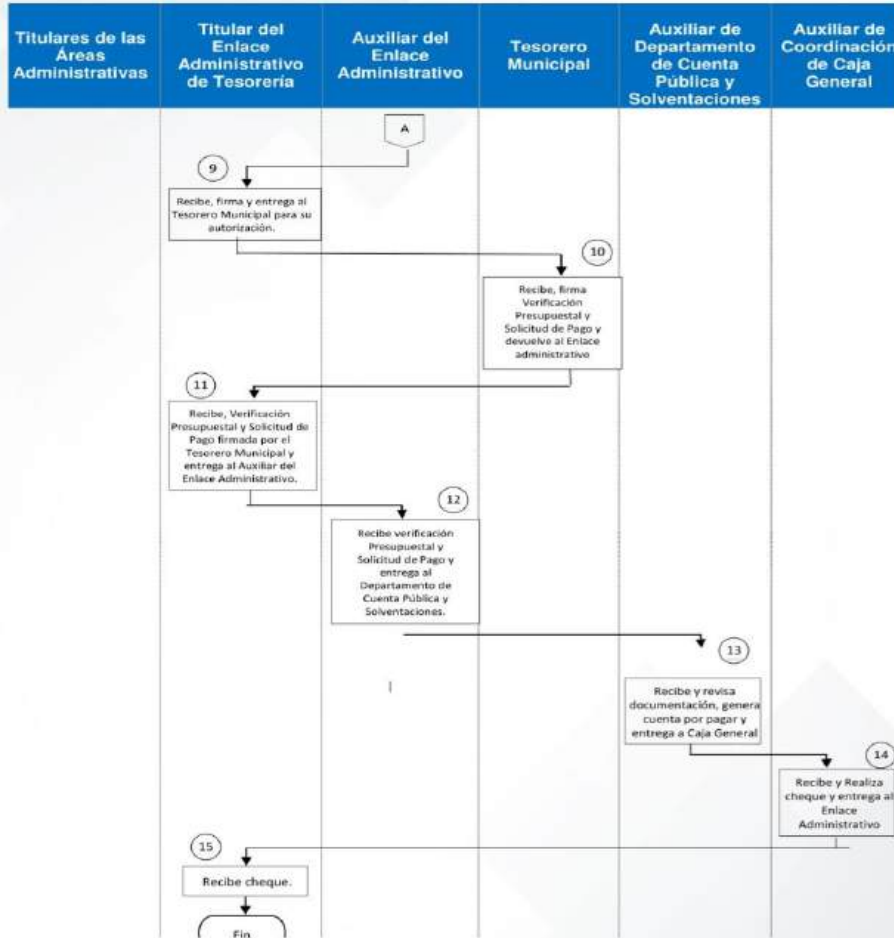 Titulares de las
Áreas
Administrativas
Titular del
Enlace
Administrativo
de Tesorería
Auxiliar del
Enlace
Administrativo
Tesorero
Municipal
Auxiliar de
Departamento
de Cuenta
Pública y
Solventaciones
Auxiliar de
Coordinación
de Caja
General
A
9
Recibe, firma y entrega al
Tesorero Municipal para su
autorización.
10
Recibe, firma
Verificación
Presupuestal y
Solicitud de Pago y
devuelve al Enlace
administrativo
11
Recibe, Verificación
Presupuestal y Solicitud de
Pago firmada por el
Tesorero Municipal y
entrega al Auxiliar del
Enlace Administrativo.
12
Recibe verificación
Presupuestal y
Solicitud de Pago y
entrega al
Departamento de
Cuenta Pública y
Solventaciones.
13
Recibe y revisa
documentación, genera
cuenta por pagar y
entrega a Caja General
14
Recibe y Realiza
cheque y entrega al
Enlace
Administrativo
15
Recibe cheque.
Fin